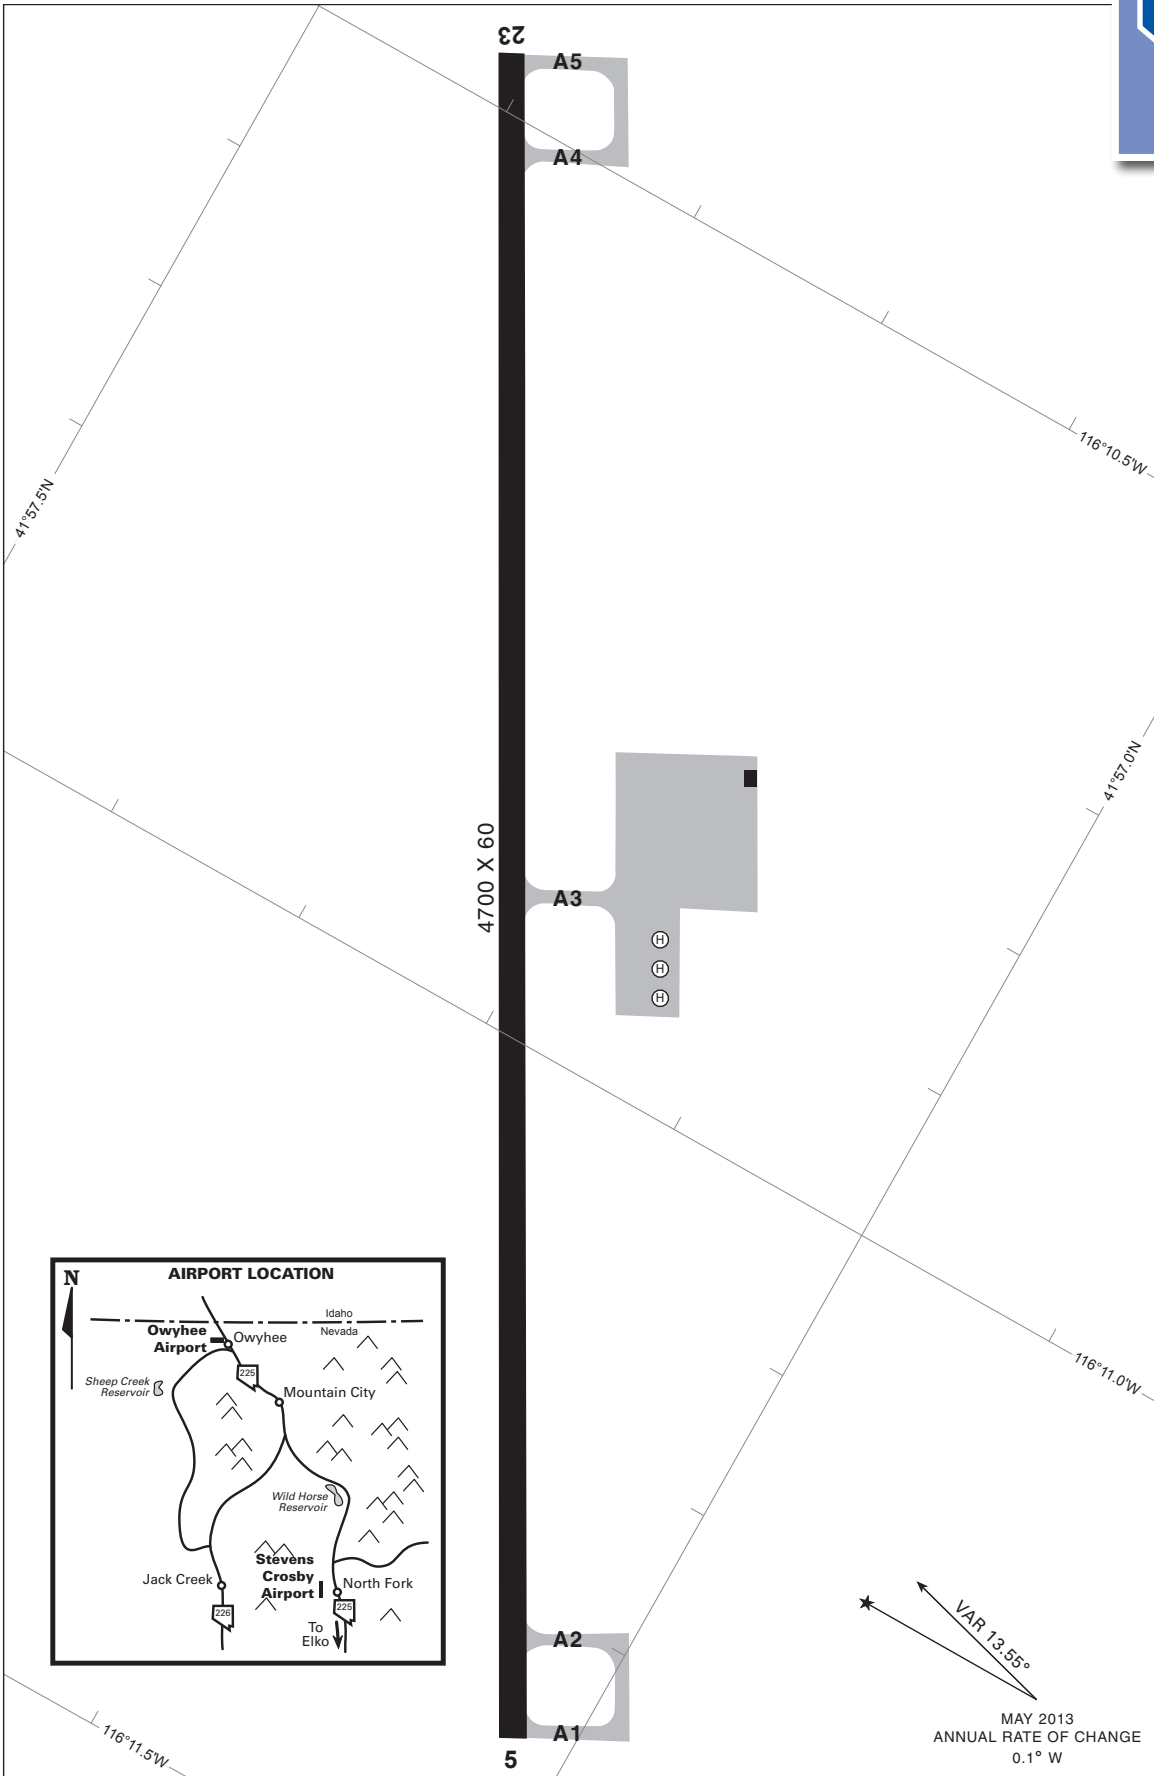 23
A5
A4
116°10.5'W
41°57.5'N
41°57.0'N
4700 X 60
A3
H
H
H
AIRPORT LOCATION
N
Idaho
Nevada
Owyhee
Airport
Owyhee
225
Sheep Creek
Reservoir
Mountain City
Wild Horse
Reservoir
Stevens
Crosby
Airport
Jack Creek
North Fork
226
225
To
Elko
116°11.0'W
A2
A1
5
116°11.5'W
VAR 13.55°
MAY 2013
ANNUAL RATE OF CHANGE
0.1° W